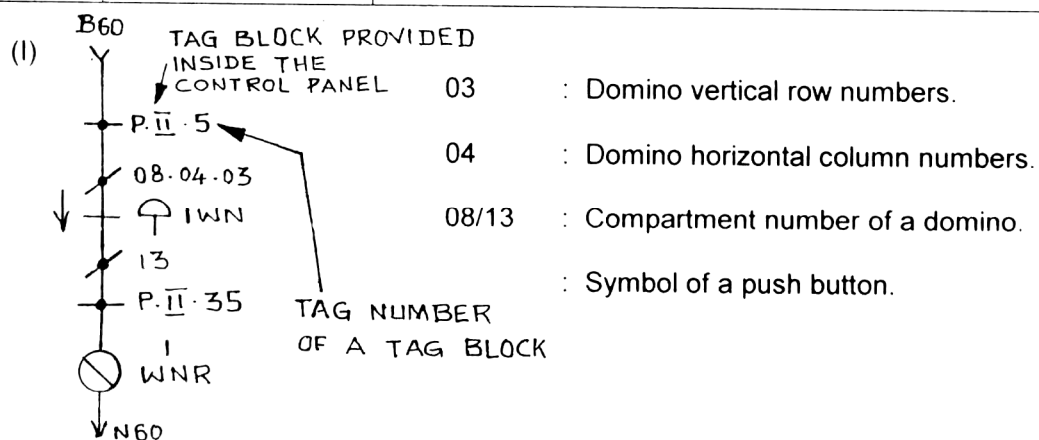 (I)
B60
TAG BLOCK PROVIDED
INSIDE THE
CONTROL PANEL
P.II.5
08.04.03
1WN
13
P.II.35
1
WNR
N60
TAG NUMBER
OF A TAG BLOCK
03 : Domino vertical row numbers.
04 : Domino horizontal column numbers.
08/13 : Compartment number of a domino.
: Symbol of a push button.